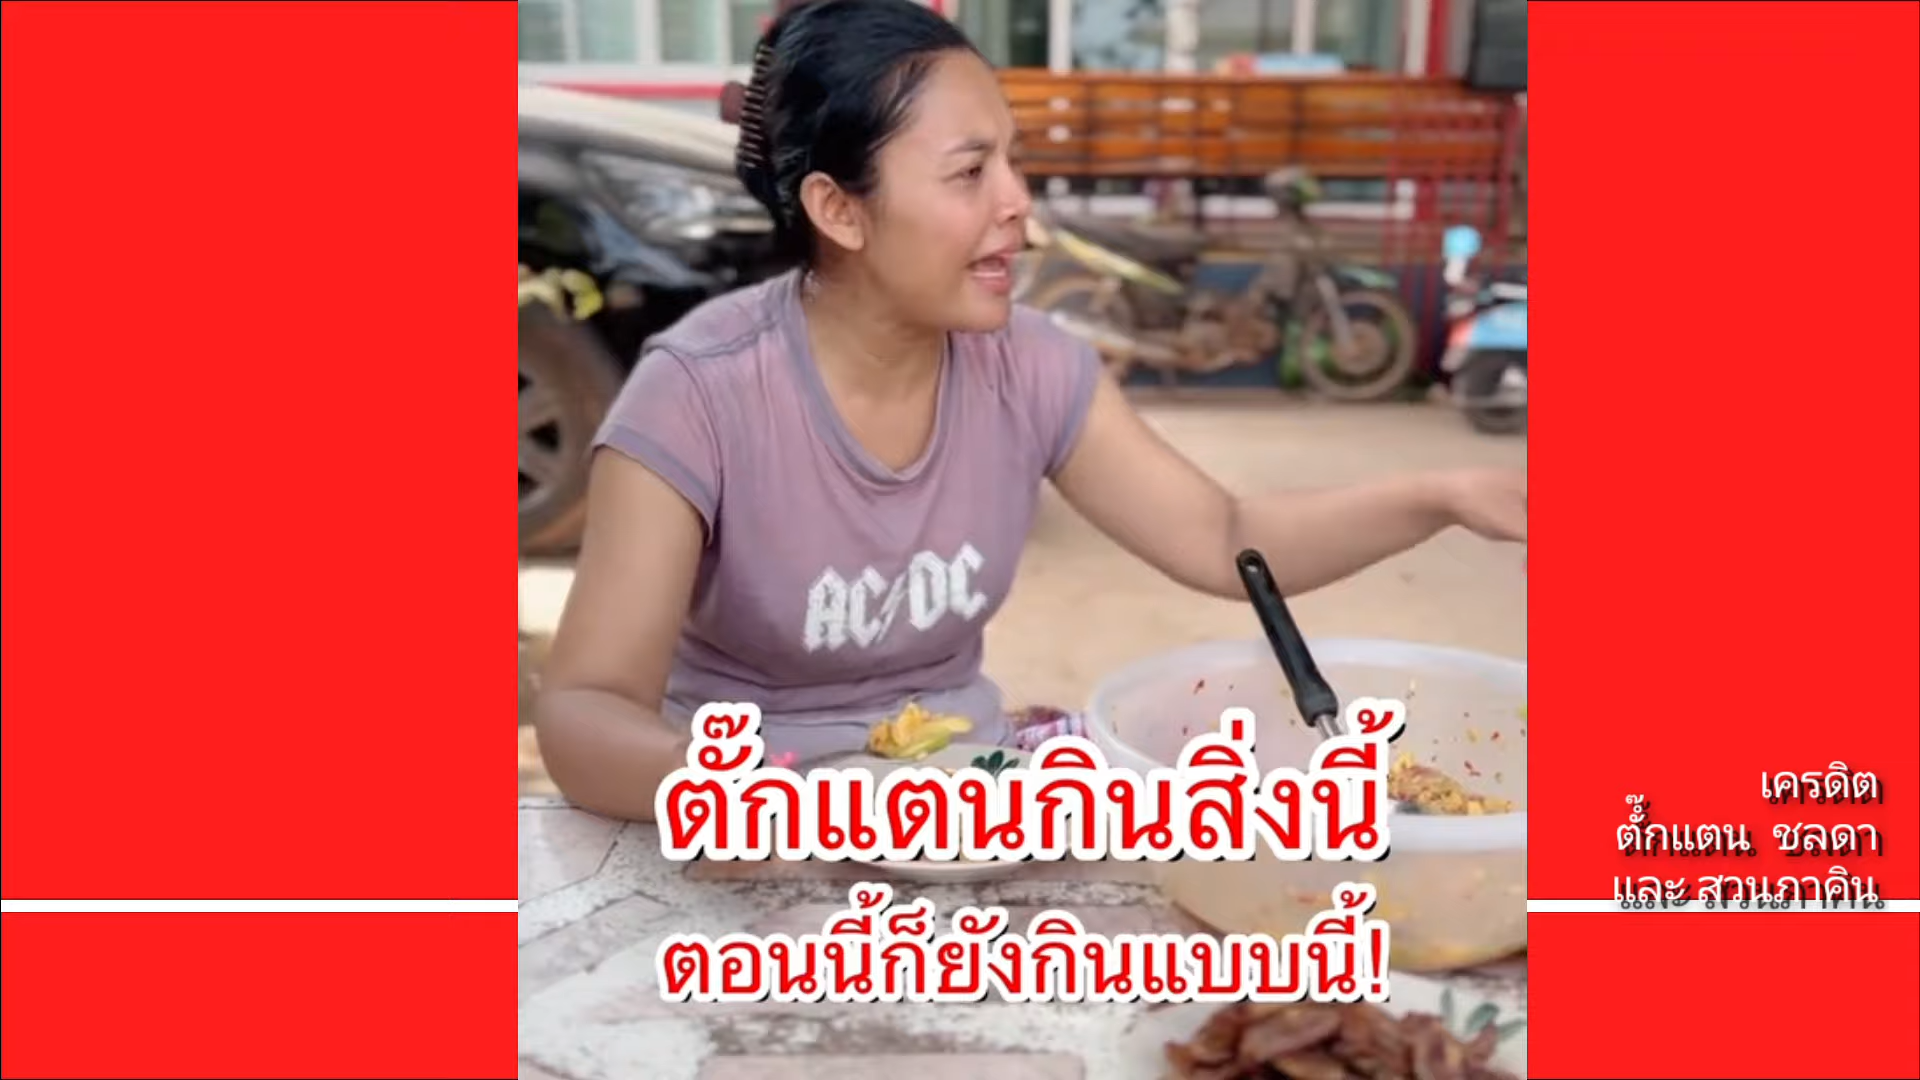 AC/DC
ตั๊กแตนกินสิ่งนี้
ตอนนี้ก็ยังกินแบบนี้!
เครดิต
ตั๊กแตน ชลดา
และ สวนภาคิน